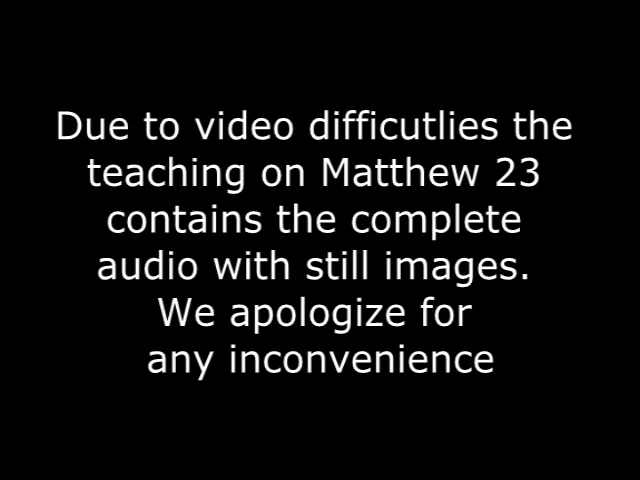 Due to video difficutlies the
teaching on Matthew 23
contains the complete
audio with still images.
We apologize for
any inconvenience